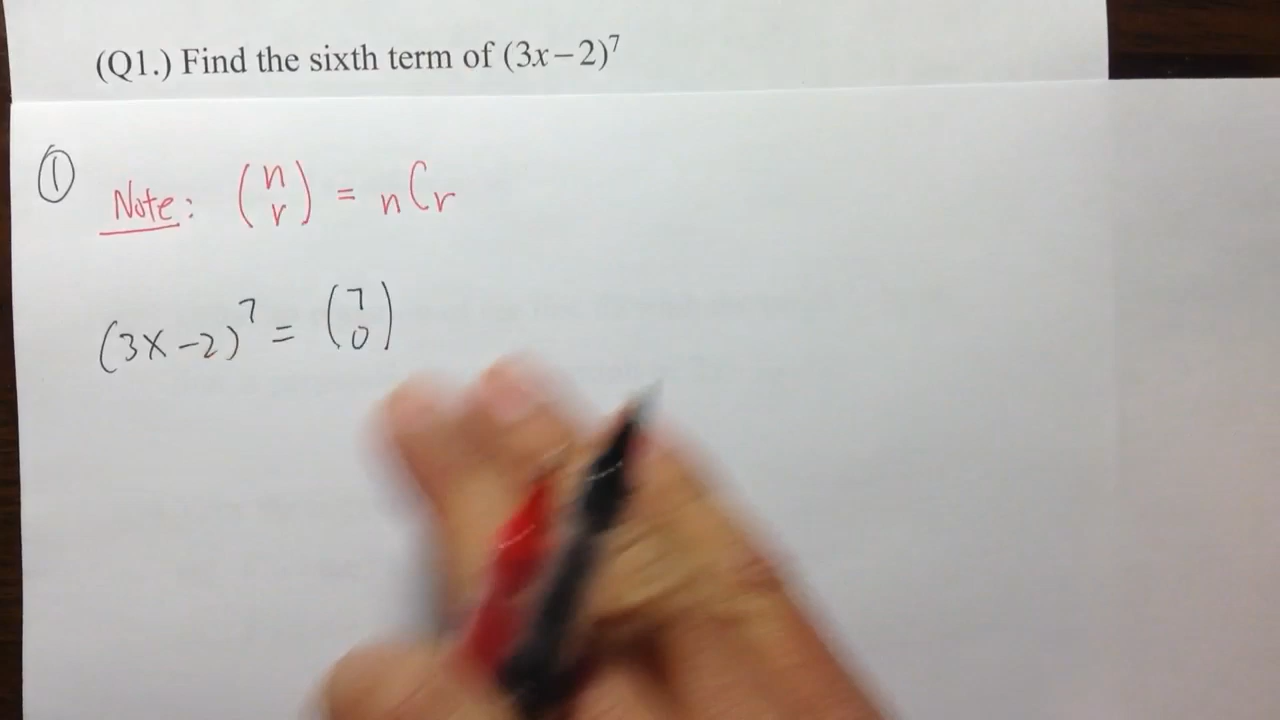 (Q1.) Find the sixth term of (3x−2)⁷
① Note: (n r) = nCr
(3x−2)⁷ = (7 0)